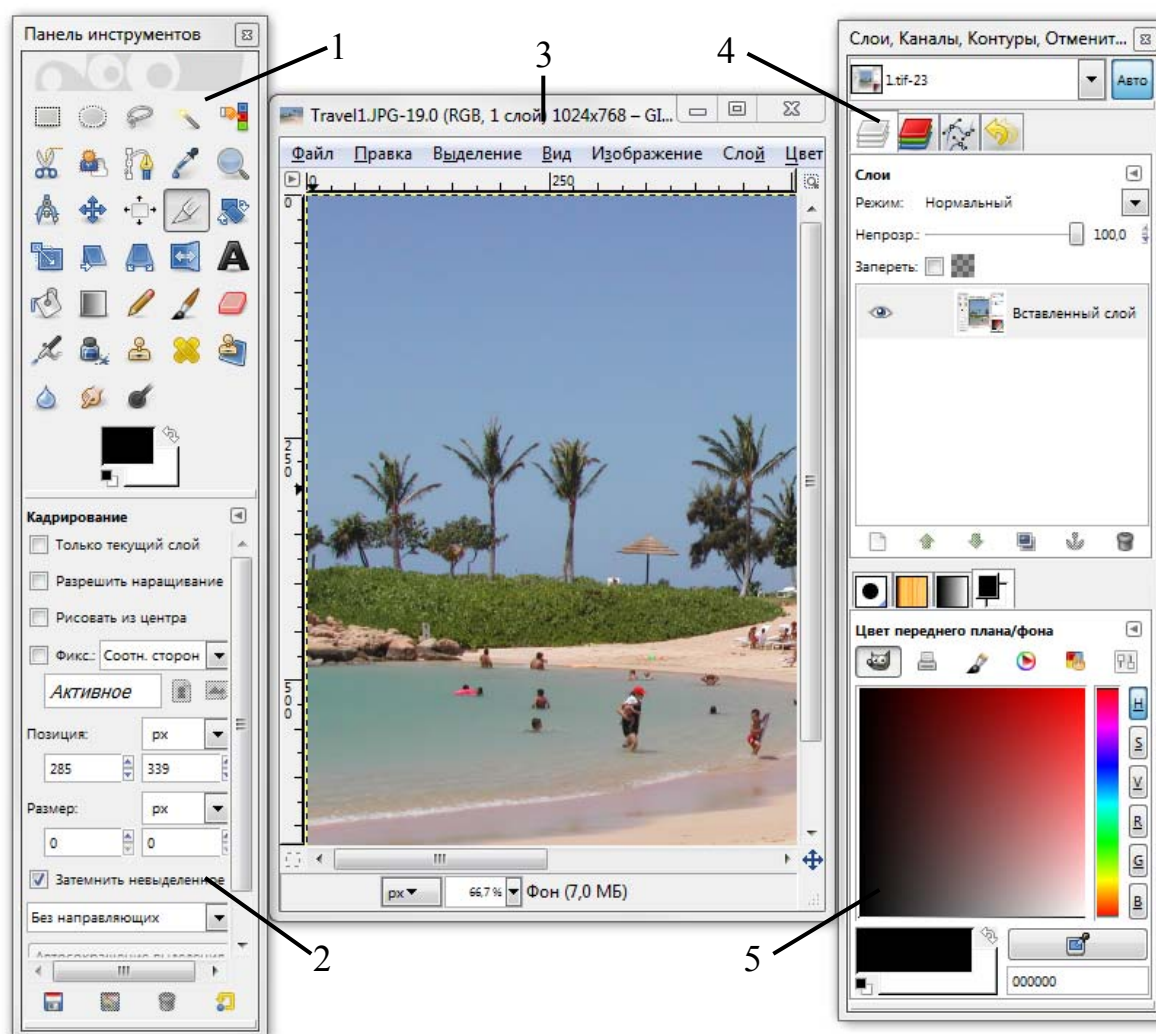 Панель инструментов
1
Кадрирование
Только текущий слой
Разрешить наращивание
Рисовать из центра
Фикс.: Соотн. сторон
Активное
Позиция: px
285 339
Размер: px
0 0
Затемнить невыделенное
Без направляющих
2
3
Travel1.JPG-19.0 (RGB, 1 слой) 1024x768 – GI...
Файл Правка Выделение Вид Изображение Слой Цвет
0 250
0
250
500
px 66,7 % Фон (7,0 МБ)
4
Слои, Каналы, Контуры, Отменит...
1.tif-23 Авто
Слои
Режим: Нормальный
Непрозр.: 100,0
Запереть:
Вставленный слой
Цвет переднего плана/фона
H
S
V
R
G
B
5
000000